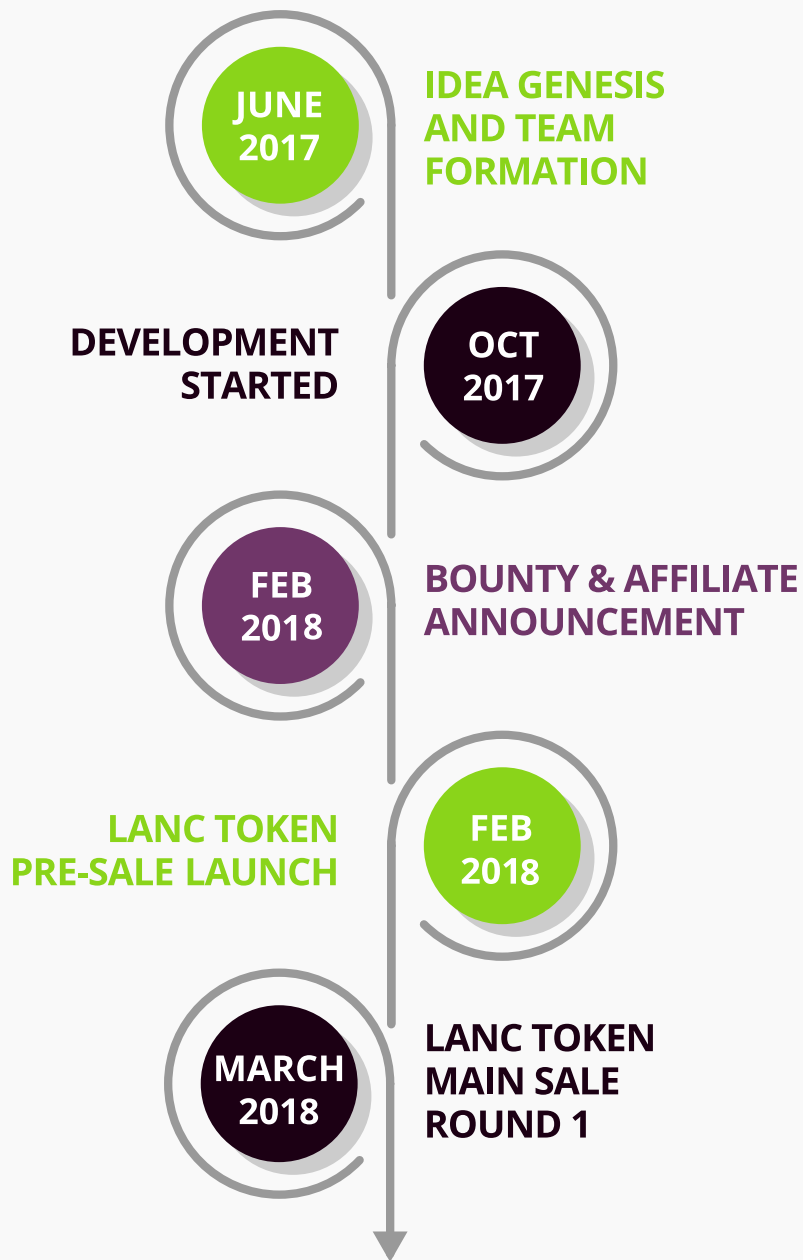 JUNE
2017
IDEA GENESIS
AND TEAM
FORMATION
DEVELOPMENT
STARTED
OCT
2017
FEB
2018
BOUNTY & AFFILIATE
ANNOUNCEMENT
LANC TOKEN
PRE-SALE LAUNCH
FEB
2018
MARCH
2018
LANC TOKEN
MAIN SALE
ROUND 1